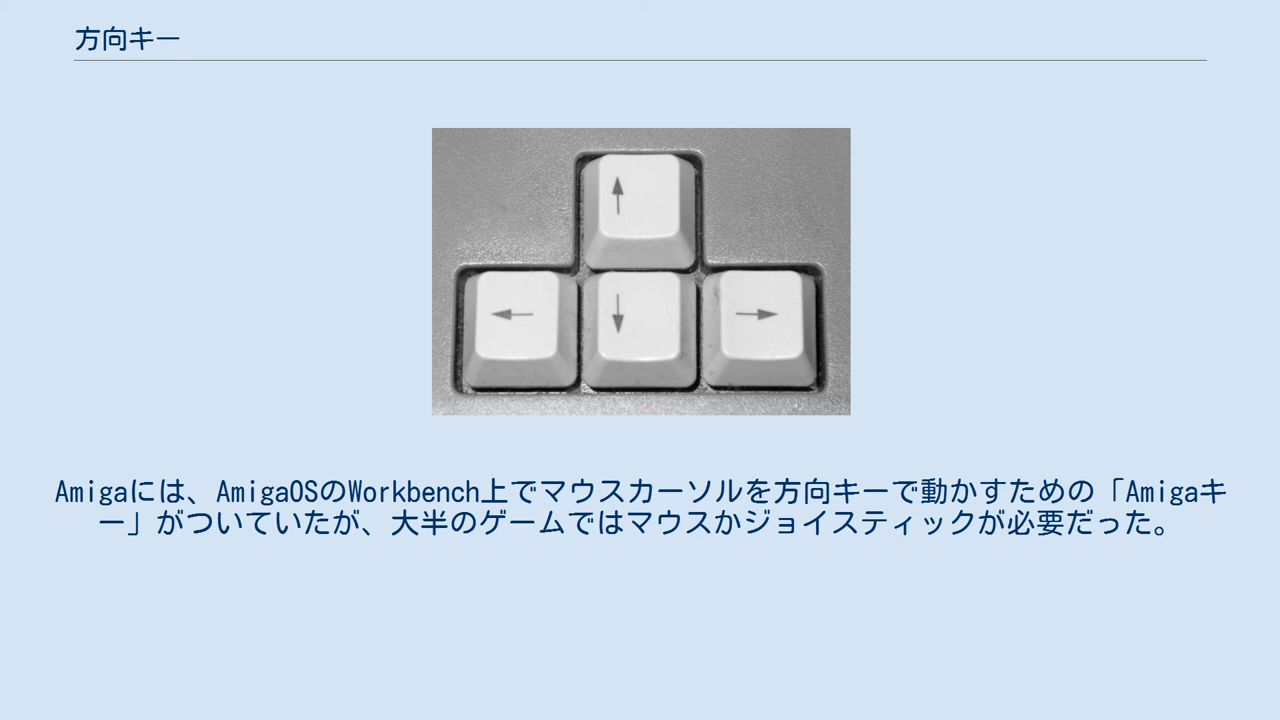 方向キー
↑
← ↓ →
Amigaには、AmigaOSのWorkbench上でマウスカーソルを方向キーで動かすための「Amigaキ
ー」がついていたが、大半のゲームではマウスかジョイスティックが必要だった。